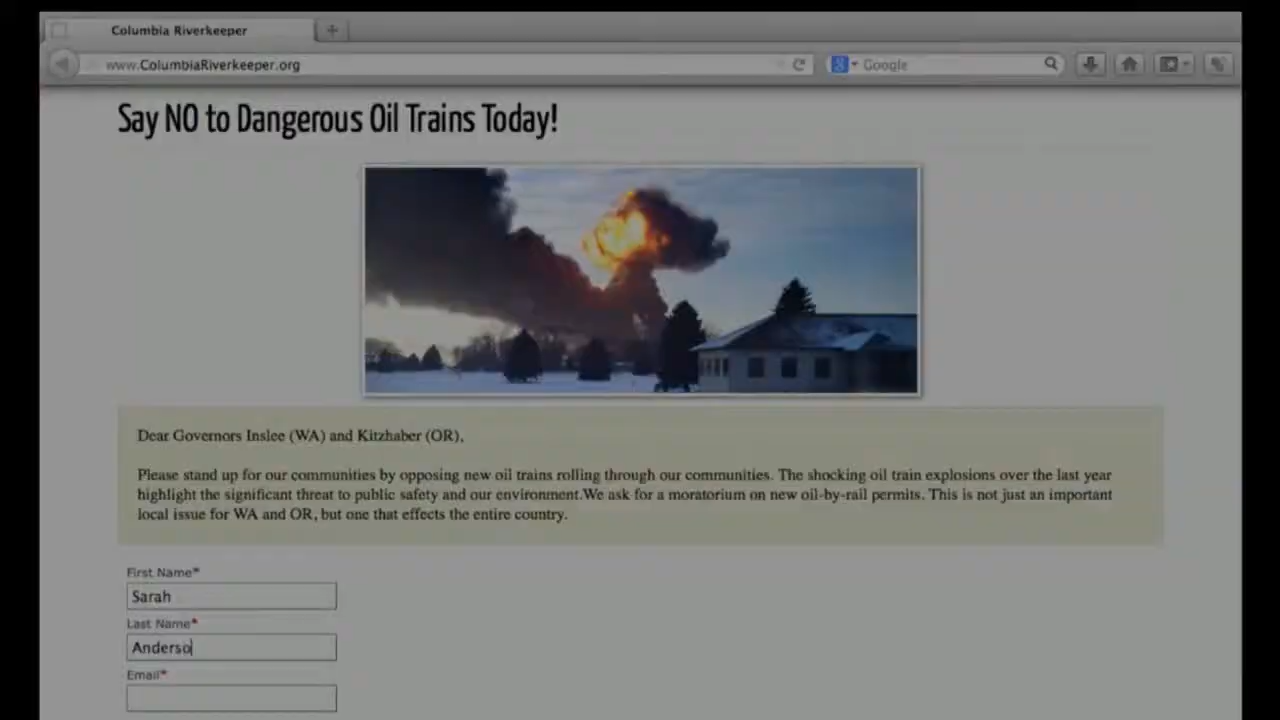 Columbia Riverkeeper
www.ColumbiaRiverkeeper.org
Google
Say NO to Dangerous Oil Trains Today!
Dear Governors Inslee (WA) and Kitzhaber (OR),
Please stand up for our communities by opposing new oil trains rolling through our communities. The shocking oil train explosions over the last year
highlight the significant threat to public safety and our environment.We ask for a moratorium on new oil-by-rail permits. This is not just an important
local issue for WA and OR, but one that effects the entire country.
First Name*
Sarah
Last Name*
Anderso
Email*